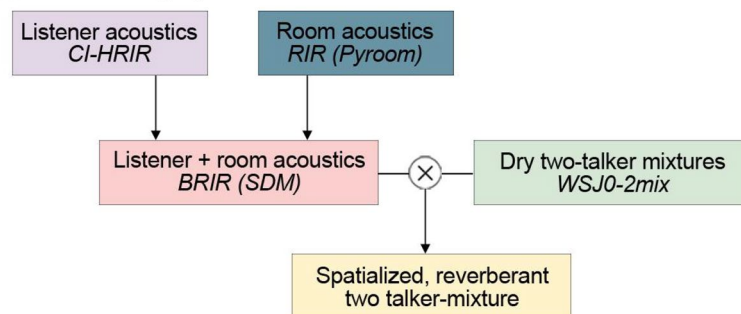 Listener acoustics
CI-HRIR
Room acoustics
RIR (Pyroom)
Listener + room acoustics
BRIR (SDM)
Dry two-talker mixtures
WSJ0-2mix
Spatialized, reverberant
two talker-mixture